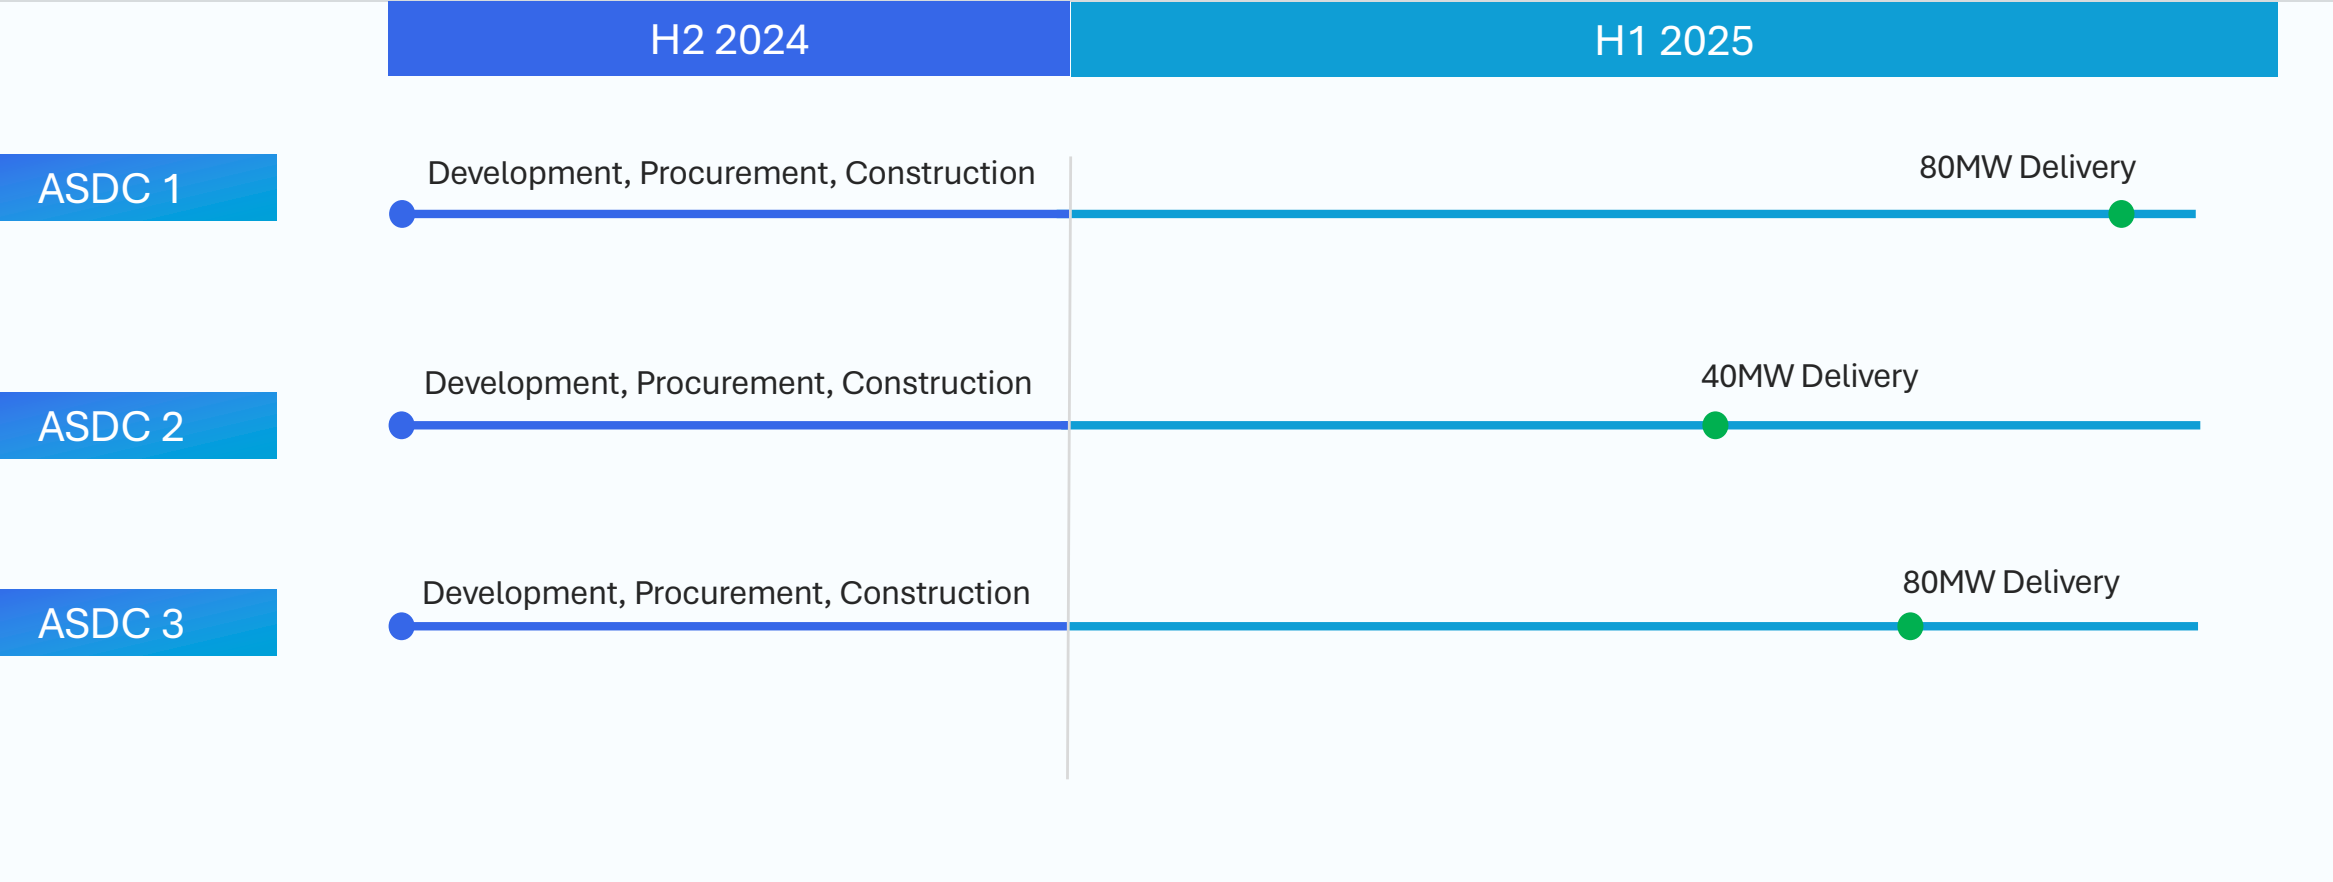 H2 2024
H1 2025
ASDC 1
Development, Procurement, Construction
80MW Delivery
ASDC 2
Development, Procurement, Construction
40MW Delivery
ASDC 3
Development, Procurement, Construction
80MW Delivery